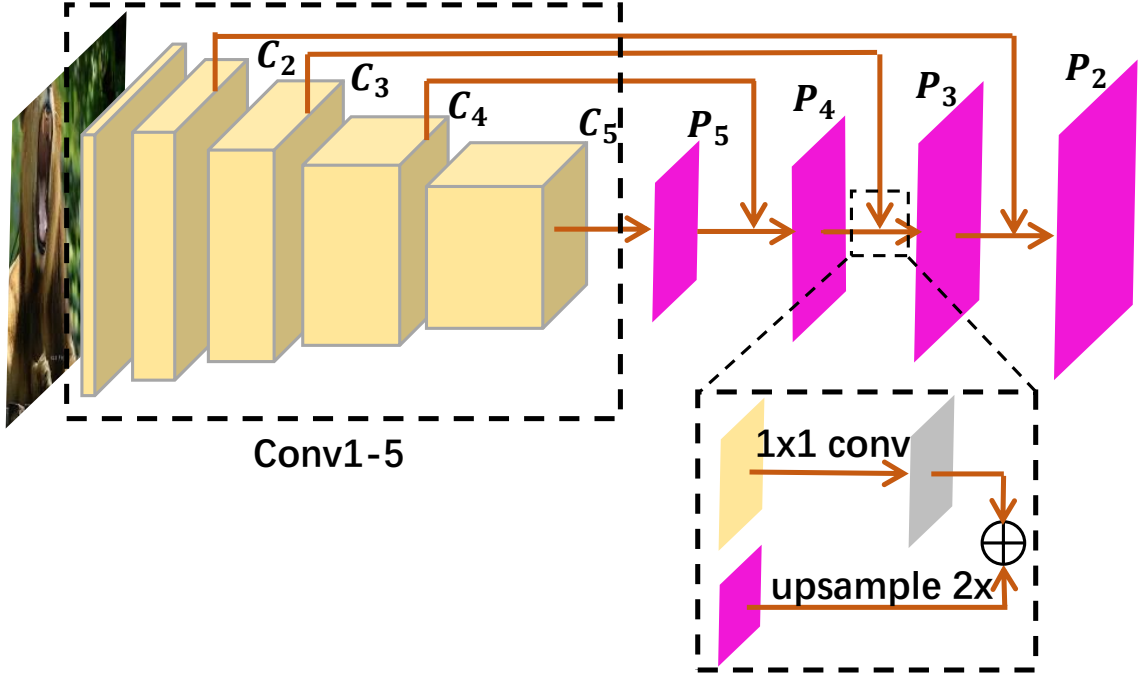 C₂
C₃
C₄
C₅
P₅
P₄
P₃
P₂
Conv1-5
1x1 conv
upsample 2x